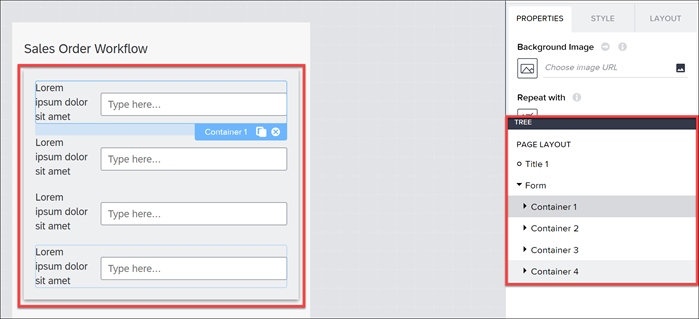 Sales Order Workflow
Lorem
ipsum dolor
sit amet
Type here...
Container 1
Lorem
ipsum dolor
sit amet
Type here...
Lorem
ipsum dolor
sit amet
Type here...
Lorem
ipsum dolor
sit amet
Type here...
PROPERTIES STYLE LAYOUT
Background Image
Choose image URL
Repeat with
TREE
PAGE LAYOUT
Title 1
Form
Container 1
Container 2
Container 3
Container 4